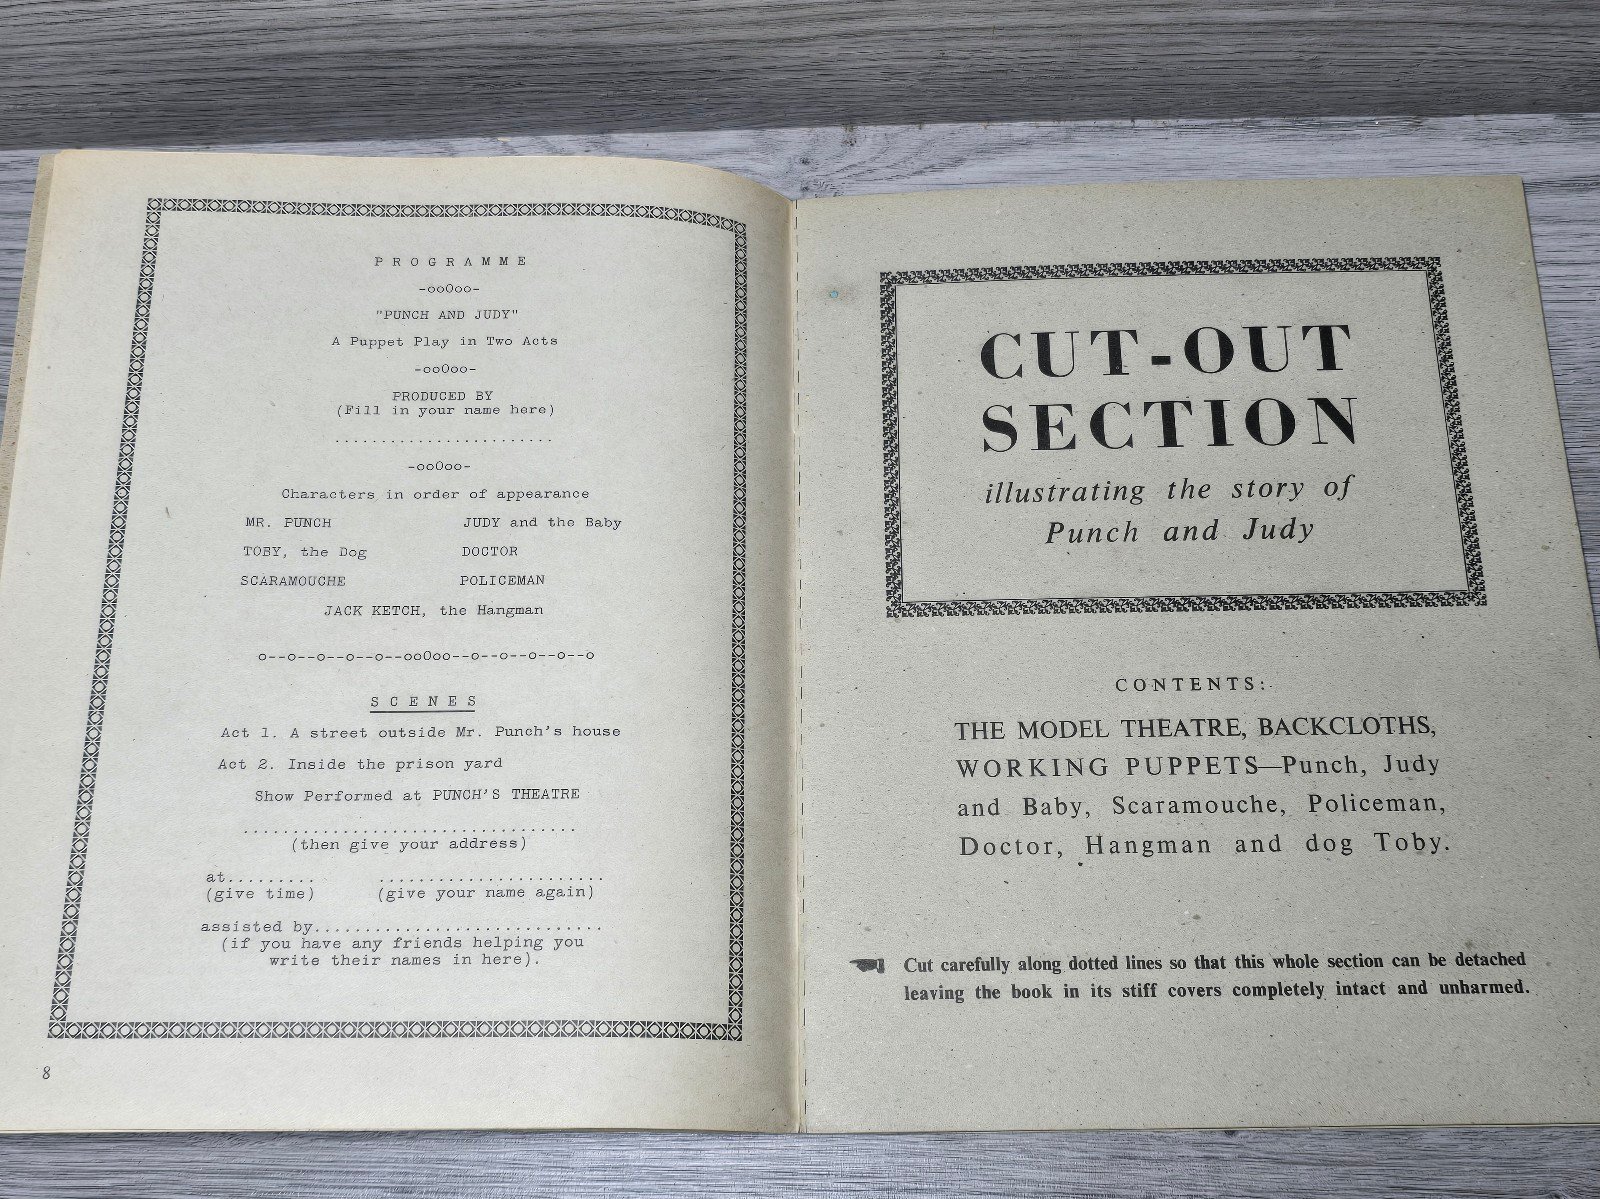 P R O G R A M M E
-ooOoo-
"PUNCH AND JUDY"
A Puppet Play in Two Acts
-ooOoo-
PRODUCED BY
(Fill in your name here)
........................
-ooOoo-
Characters in order of appearance
MR. PUNCH JUDY and the Baby
TOBY, the Dog DOCTOR
SCARAMOUCHE POLICEMAN
JACK KETCH, the Hangman
o--o--o--o--o--ooOoo--o--o--o--o--o
S C E N E S
Act 1. A street outside Mr. Punch's house
Act 2. Inside the prison yard
Show Performed at PUNCH'S THEATRE
..................................
(then give your address)
at......... .......................
(give time) (give your name again)
assisted by.............................
(if you have any friends helping you
write their names in here).
8
CUT-OUT
SECTION
illustrating the story of
Punch and Judy
CONTENTS:
THE MODEL THEATRE, BACKCLOTHS,
WORKING PUPPETS—Punch, Judy
and Baby, Scaramouche, Policeman,
Doctor, Hangman and dog Toby.
Cut carefully along dotted lines so that this whole section can be detached
leaving the book in its stiff covers completely intact and unharmed.